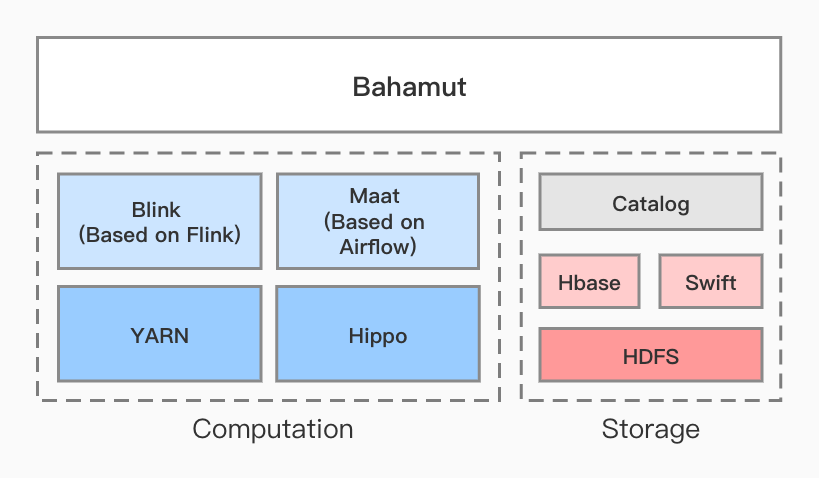 Bahamut
Blink
(Based on Flink)
Maat
(Based on
Airflow)
YARN
Hippo
Computation
Catalog
Hbase
Swift
HDFS
Storage